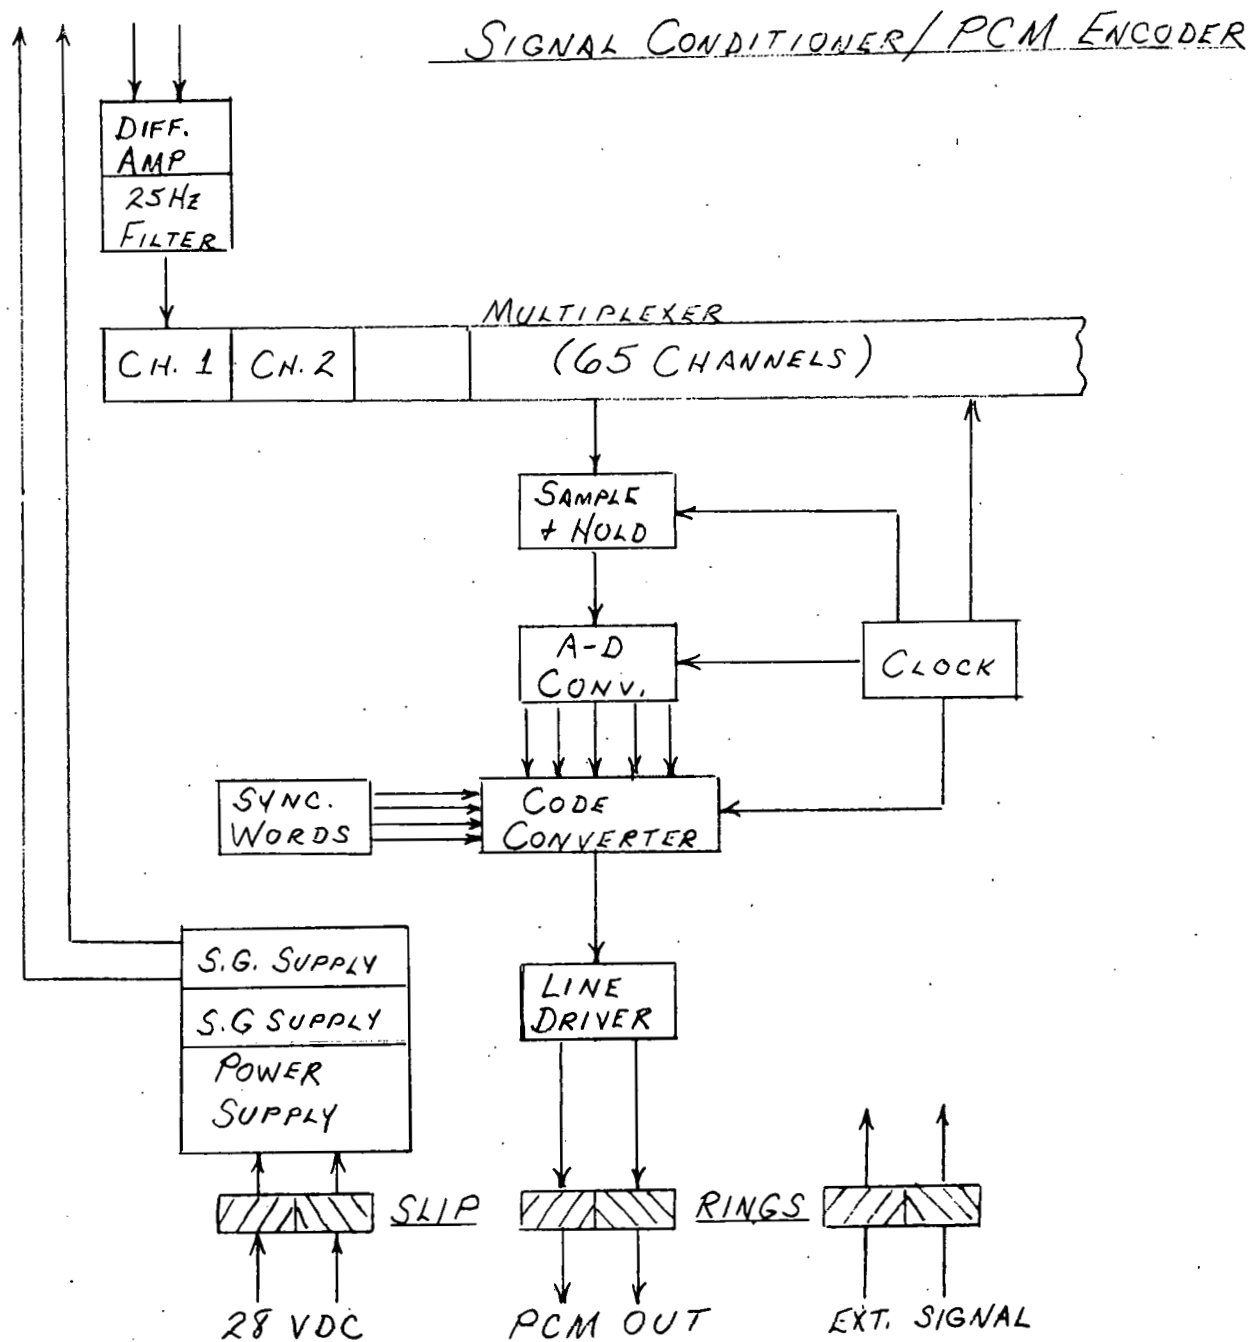 SIGNAL CONDITIONER/PCM ENCODER
DIFF.
AMP
25HZ
FILTER
MULTIPLEXER
CH. 1
CH. 2
(65 CHANNELS)
SAMPLE
+ HOLD
A-D
CONV.
CLOCK
SYNC.
WORDS
CODE
CONVERTER
S.G. SUPPLY
S.G SUPPLY
POWER
SUPPLY
LINE
DRIVER
SLIP
RINGS
28 VDC
PCM OUT
EXT. SIGNAL